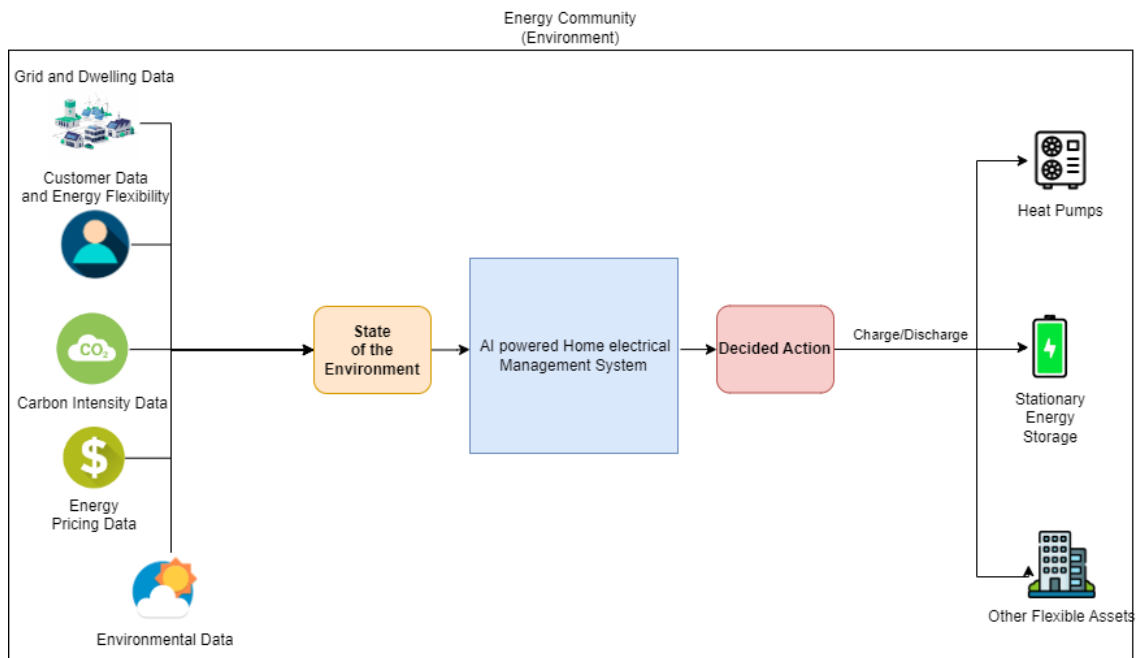 Energy Community
(Environment)
Grid and Dwelling Data
Customer Data
and Energy Flexibility
CO2
Carbon Intensity Data
$
Energy
Pricing Data
Environmental Data
State
of the
Environment
AI powered Home electrical
Management System
Decided Action
Charge/Discharge
Heat Pumps
Stationary
Energy
Storage
Other Flexible Assets